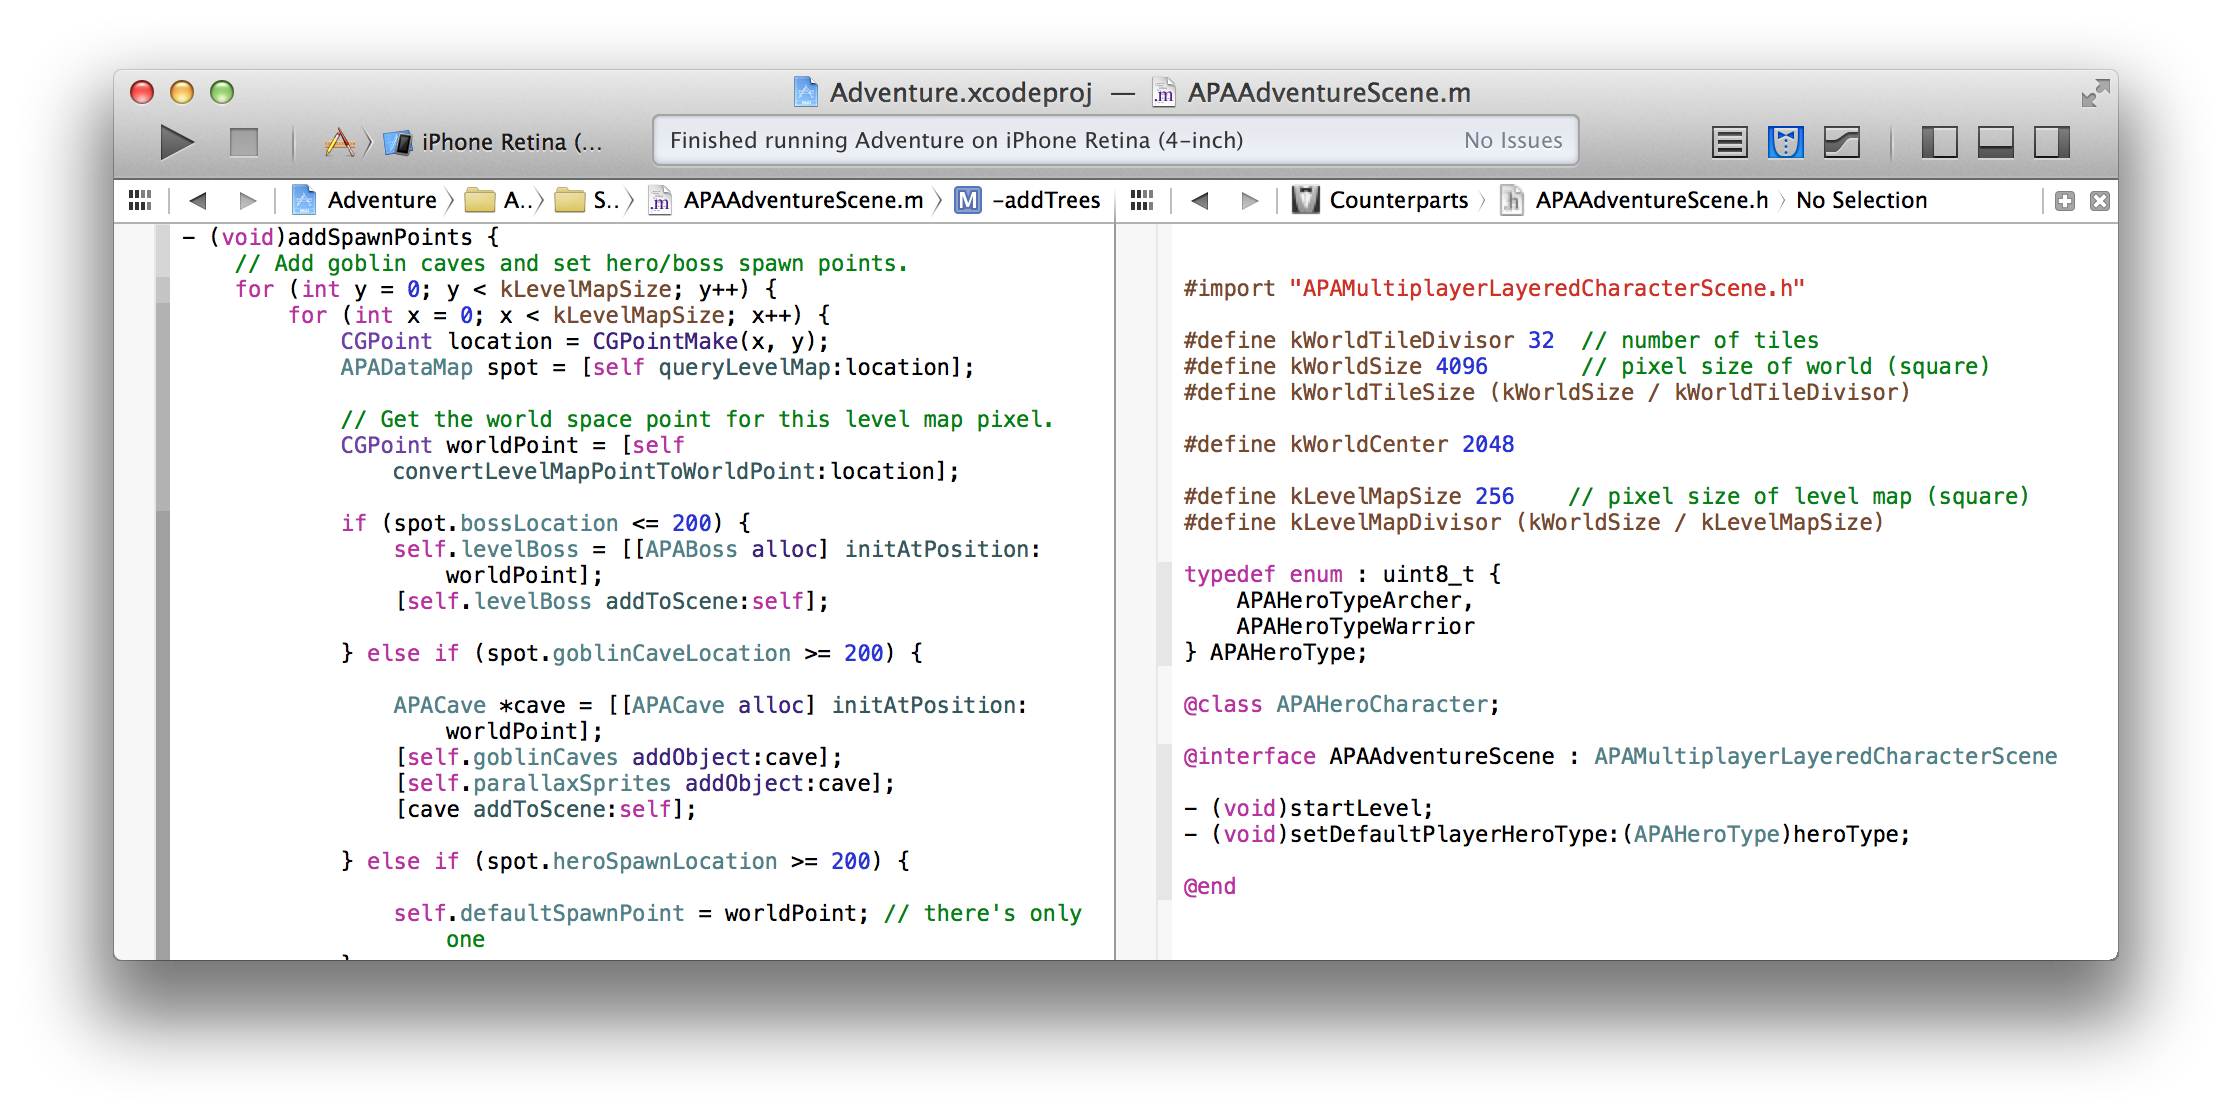 Adventure.xcodeproj — APAAdventureScene.m
iPhone Retina (...
Finished running Adventure on iPhone Retina (4-inch)
No Issues
Adventure
A..
S..
APAAdventureScene.m
M
-addTrees
Counterparts
APAAdventureScene.h
No Selection
- (void)addSpawnPoints {
// Add goblin caves and set hero/boss spawn points.
for (int y = 0; y < kLevelMapSize; y++) {
for (int x = 0; x < kLevelMapSize; x++) {
CGPoint location = CGPointMake(x, y);
APADataMap spot = [self queryLevelMap:location];
// Get the world space point for this level map pixel.
CGPoint worldPoint = [self
convertLevelMapPointToWorldPoint:location];
if (spot.bossLocation <= 200) {
self.levelBoss = [[APABoss alloc] initAtPosition:
worldPoint];
[self.levelBoss addToScene:self];
} else if (spot.goblinCaveLocation >= 200) {
APACave *cave = [[APACave alloc] initAtPosition:
worldPoint];
[self.goblinCaves addObject:cave];
[self.parallaxSprites addObject:cave];
[cave addToScene:self];
} else if (spot.heroSpawnLocation >= 200) {
self.defaultSpawnPoint = worldPoint; // there's only
one
#import "APAMultiplayerLayeredCharacterScene.h"
#define kWorldTileDivisor 32 // number of tiles
#define kWorldSize 4096 // pixel size of world (square)
#define kWorldTileSize (kWorldSize / kWorldTileDivisor)
#define kWorldCenter 2048
#define kLevelMapSize 256 // pixel size of level map (square)
#define kLevelMapDivisor (kWorldSize / kLevelMapSize)
typedef enum : uint8_t {
APAHeroTypeArcher,
APAHeroTypeWarrior
} APAHeroType;
@class APAHeroCharacter;
@interface APAAdventureScene : APAMultiplayerLayeredCharacterScene
- (void)startLevel;
- (void)setDefaultPlayerHeroType:(APAHeroType)heroType;
@end